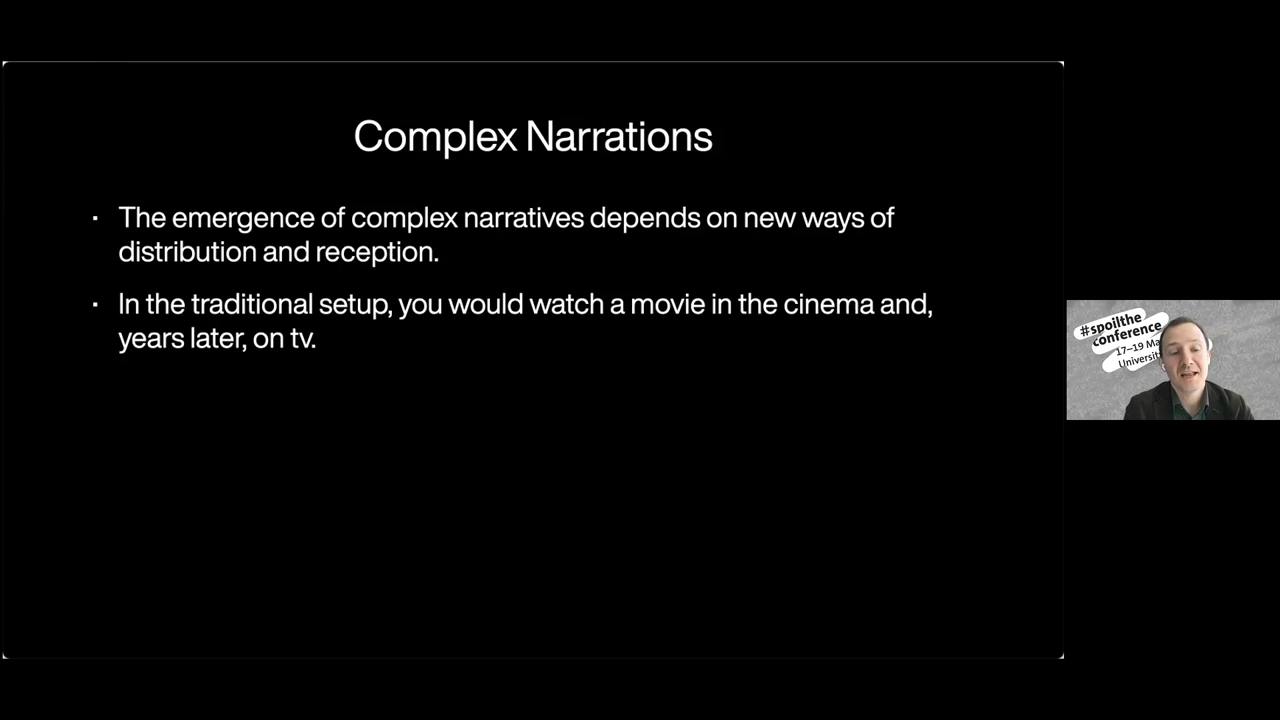 Complex Narrations
· The emergence of complex narratives depends on new ways of
distribution and reception.
· In the traditional setup, you would watch a movie in the cinema and,
years later, on tv.
#spoilthe
conference
17–19